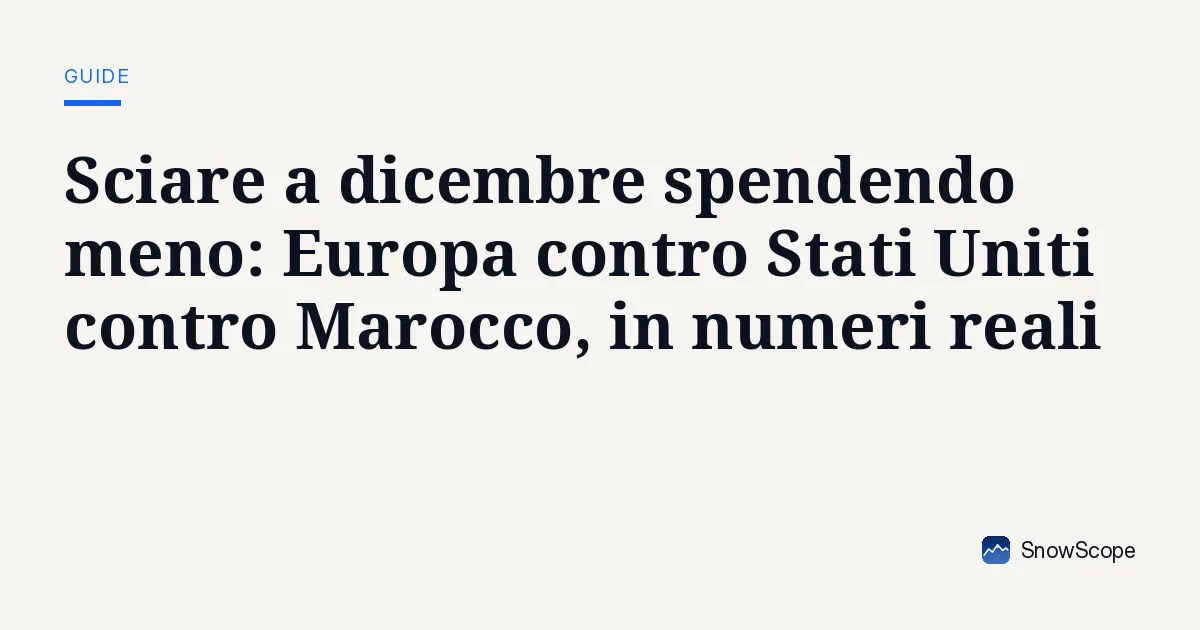 GUIDE
Sciare a dicembre spendendo
meno: Europa contro Stati Uniti
contro Marocco, in numeri reali
SnowScope